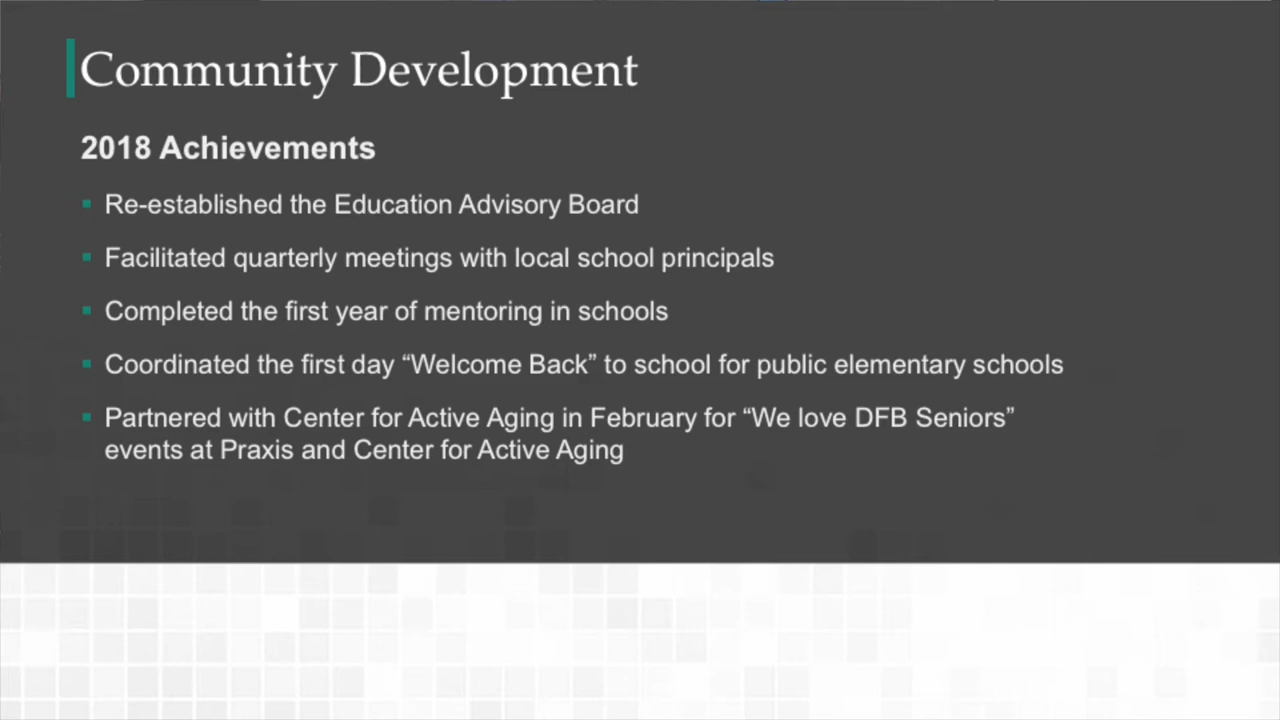 Community Development
2018 Achievements
Re-established the Education Advisory Board
Facilitated quarterly meetings with local school principals
Completed the first year of mentoring in schools
Coordinated the first day “Welcome Back” to school for public elementary schools
Partnered with Center for Active Aging in February for “We love DFB Seniors”
events at Praxis and Center for Active Aging